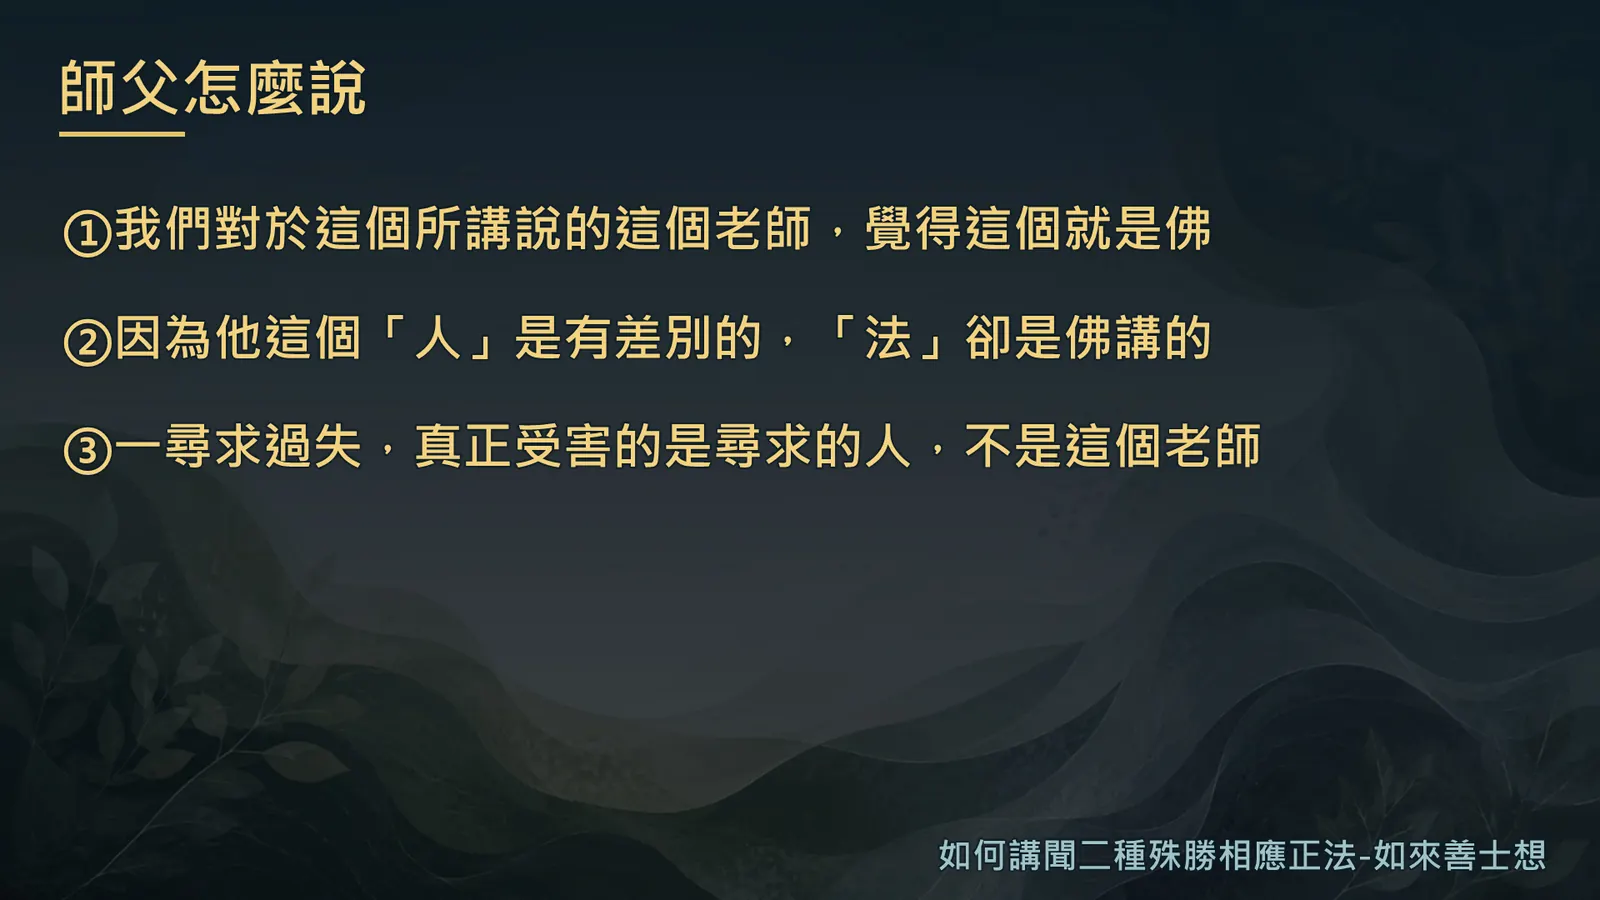 師父怎麼說
①我們對於這個所講說的這個老師，覺得這個就是佛
②因為他這個「人」是有差別的，「法」卻是佛講的
③一尋求過失，真正受害的是尋求的人，不是這個老師
如何講聞二種殊勝相應正法-如來善士想